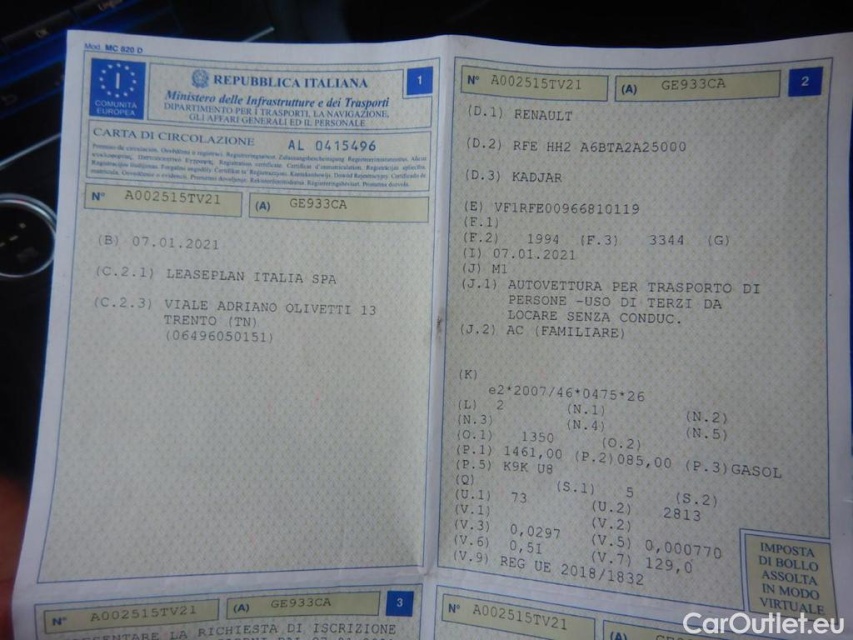 Mod. MC 820 D
COMUNITÀ
EUROPEA
REPUBBLICA ITALIANA
1
Ministero delle Infrastrutture e dei Trasporti
DIPARTIMENTO PER I TRASPORTI, LA NAVIGAZIONE,
GLI AFFARI GENERALI ED IL PERSONALE
CARTA DI CIRCOLAZIONE
AL 0415496
N° A002515TV21 (A) GE933CA
(B) 07.01.2021
(C.2.1) LEASEPLAN ITALIA SPA
(C.2.3) VIALE ADRIANO OLIVETTI 13
TRENTO (TN)
(06496050151)
N° A002515TV21 (A) GE933CA 3
LA RICHIESTA DI ISCRIZIONE
N° A002515TV21 (A) GE933CA 2
(D.1) RENAULT
(D.2) RFE HH2 A6BTA2A25000
(D.3) KADJAR
(E) VF1RFE00966810119
(F.1)
(F.2) 1994 (F.3) 3344 (G)
(I) 07.01.2021
(J) M1
(J.1) AUTOVETTURA PER TRASPORTO DI
PERSONE -USO DI TERZI DA
LOCARE SENZA CONDUC.
(J.2) AC (FAMILIARE)
(K)
e2*2007/46*0475*26
(L) 2 (N.1) (N.2)
(N.3) (N.4) (N.5)
(O.1) 1350 (O.2)
(P.1) 1461,00 (P.2)085,00 (P.3)GASOL
(P.5) K9K U8
(Q) (S.1) 5 (S.2)
(U.1) 73 (U.2) 2813
(V.1) (V.2)
(V.3) 0,0297 (V.5) 0,000770
(V.6) 0,51 (V.7) 129,0
(V.9) REG UE 2018/1832
IMPOSTA
DI BOLLO
ASSOLTA
IN MODO
VIRTUALE
N° A002515TV21 (A)
CarOutlet.eu